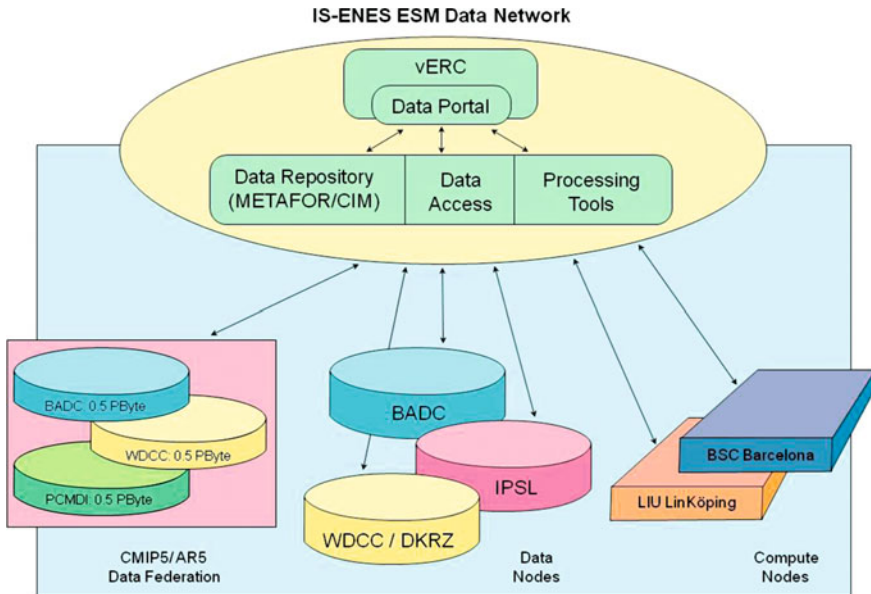 IS-ENES ESM Data Network
vERC
Data Portal
Data Repository
(METAFOR/CIM)
Data
Access
Processing
Tools
BADC: 0.5 PByte
WDCC: 0.5 PByte
PCMDI: 0.5 PByte
CMIP5/AR5
Data Federation
BADC
IPSL
WDCC / DKRZ
Data
Nodes
BSC Barcelona
LIU LinKöping
Compute
Nodes